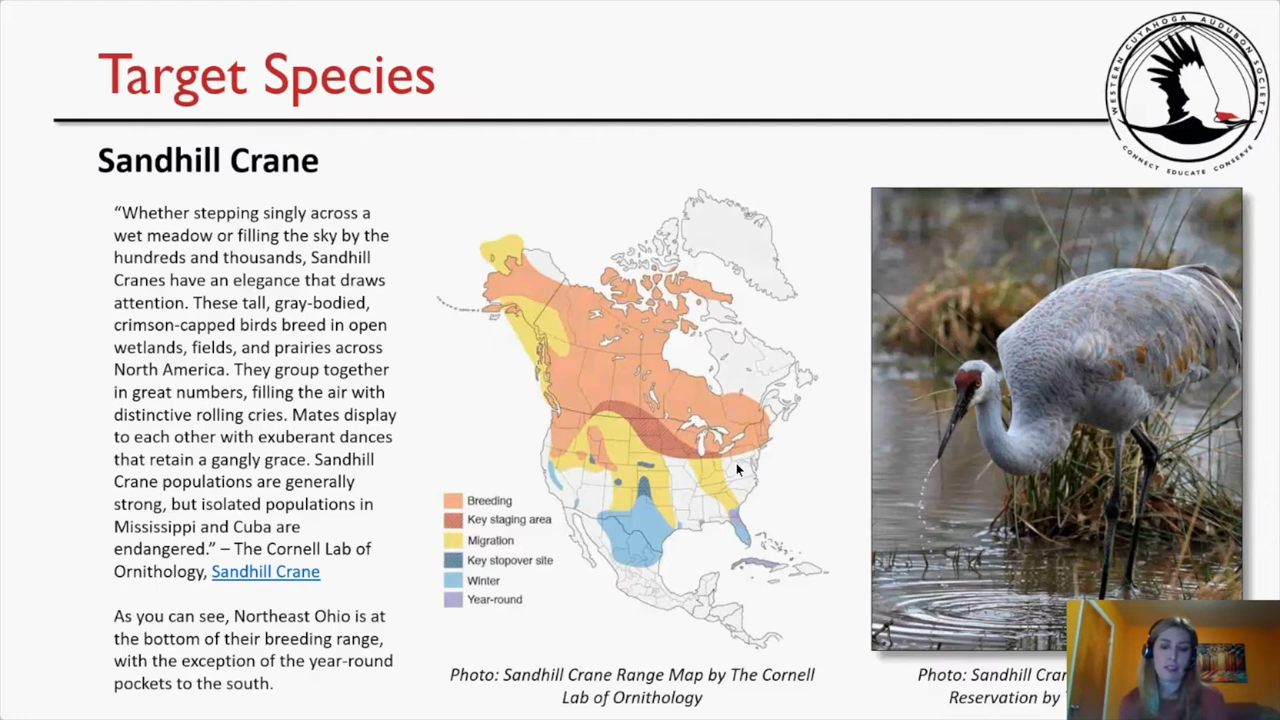 Target Species
WESTERN CUYAHOGA AUDUBON SOCIETY
CONNECT EDUCATE CONSERVE
Sandhill Crane
“Whether stepping singly across a
wet meadow or filling the sky by the
hundreds and thousands, Sandhill
Cranes have an elegance that draws
attention. These tall, gray-bodied,
crimson-capped birds breed in open
wetlands, fields, and prairies across
North America. They group together
in great numbers, filling the air with
distinctive rolling cries. Mates display
to each other with exuberant dances
that retain a gangly grace. Sandhill
Crane populations are generally
strong, but isolated populations in
Mississippi and Cuba are
endangered.” – The Cornell Lab of
Ornithology, Sandhill Crane
As you can see, Northeast Ohio is at
the bottom of their breeding range,
with the exception of the year-round
pockets to the south.
Breeding
Key staging area
Migration
Key stopover site
Winter
Year-round
Photo: Sandhill Crane Range Map by The Cornell
Lab of Ornithology
Photo: Sandhill
Reservation by